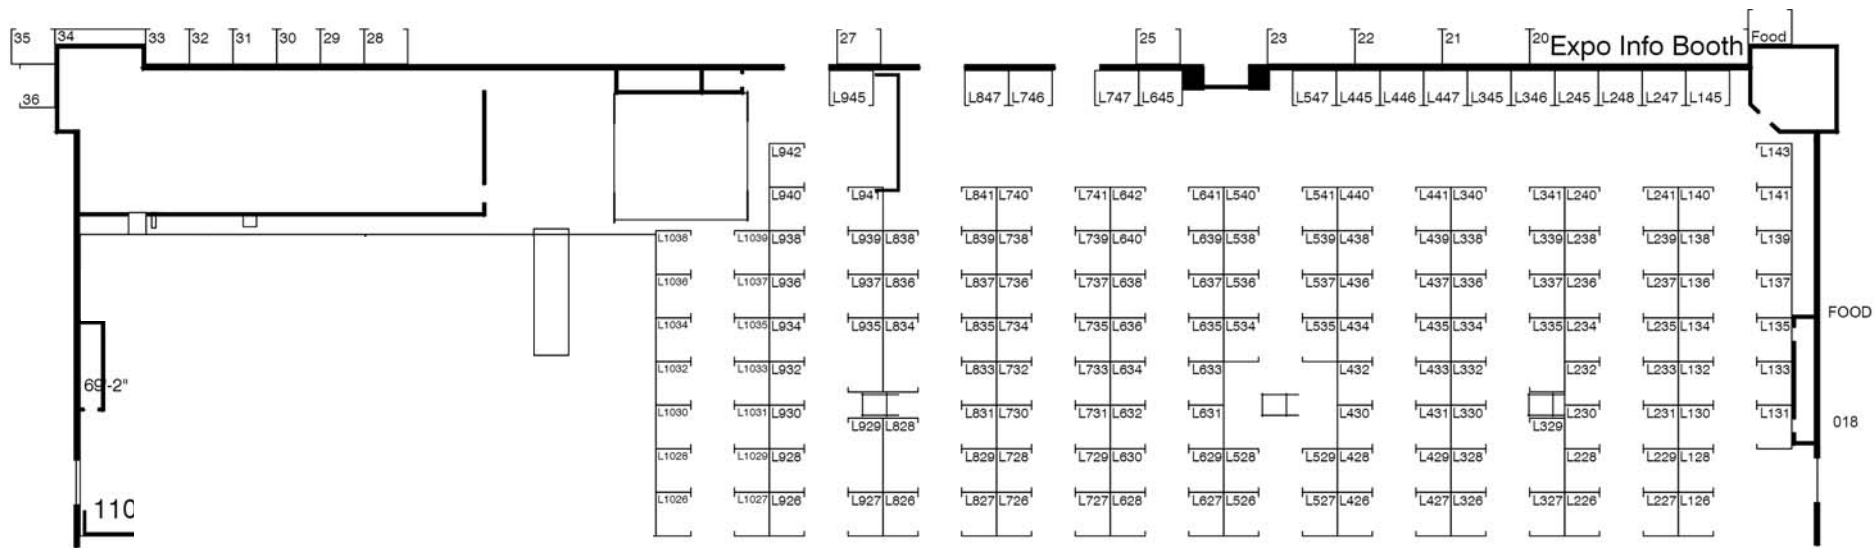 35 34 33 32 31 30 29 28 27 25 23 22 21 20 Expo Info Booth Food
36 L945 L847 L746 L747 L645 L547 L445 L446 L447 L345 L346 L245 L248 L247 L145
L942 L143
L940 L941 L841 L740 L741 L642 L641 L540 L541 L440 L441 L340 L341 L240 L241 L140 L141
L1038 L1039 L938 L939 L838 L839 L738 L739 L640 L639 L538 L539 L438 L439 L338 L339 L238 L239 L138 L139
L1036 L1037 L936 L937 L836 L837 L736 L737 L638 L637 L536 L537 L438 L437 L336 L337 L236 L237 L136 L137
L1034 L1035 L934 L935 L834 L835 L734 L735 L636 L635 L534 L535 L434 L435 L334 L335 L234 L235 L134 L135 FOOD
69'-2" L1032 L1033 L932 L833 L732 L733 L634 L633 L432 L433 L332 L232 L233 L132 L133
L1030 L1031 L930 L929 L828 L831 L730 L731 L632 L631 L430 L431 L330 L329 L230 L231 L130 L131 018
L1028 L1029 L928 L829 L728 L729 L630 L629 L528 L529 L428 L429 L328 L228 L229 L128
110 L1026 L1027 L926 L927 L826 L827 L726 L727 L628 L627 L526 L527 L426 L427 L326 L327 L226 L227 L126